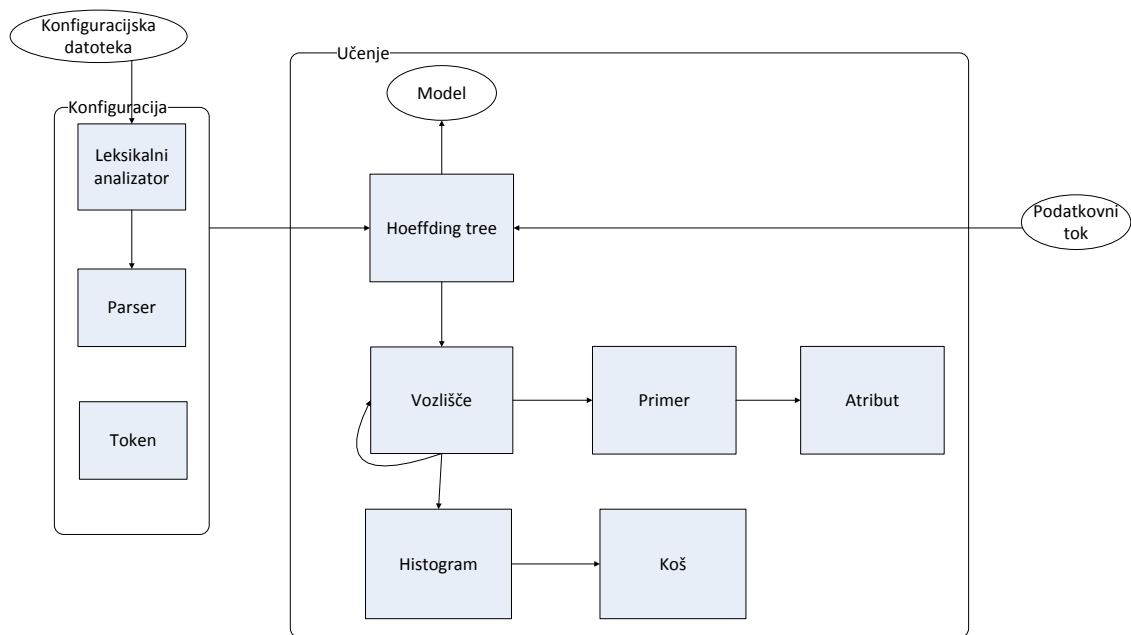 Konfiguracijska
datoteka
Učenje
Model
Konfiguracija
Leksikalni
analizator
Hoeffding tree
Podatkovni
tok
Parser
Vozlišče
Primer
Atribut
Token
Histogram
Koš